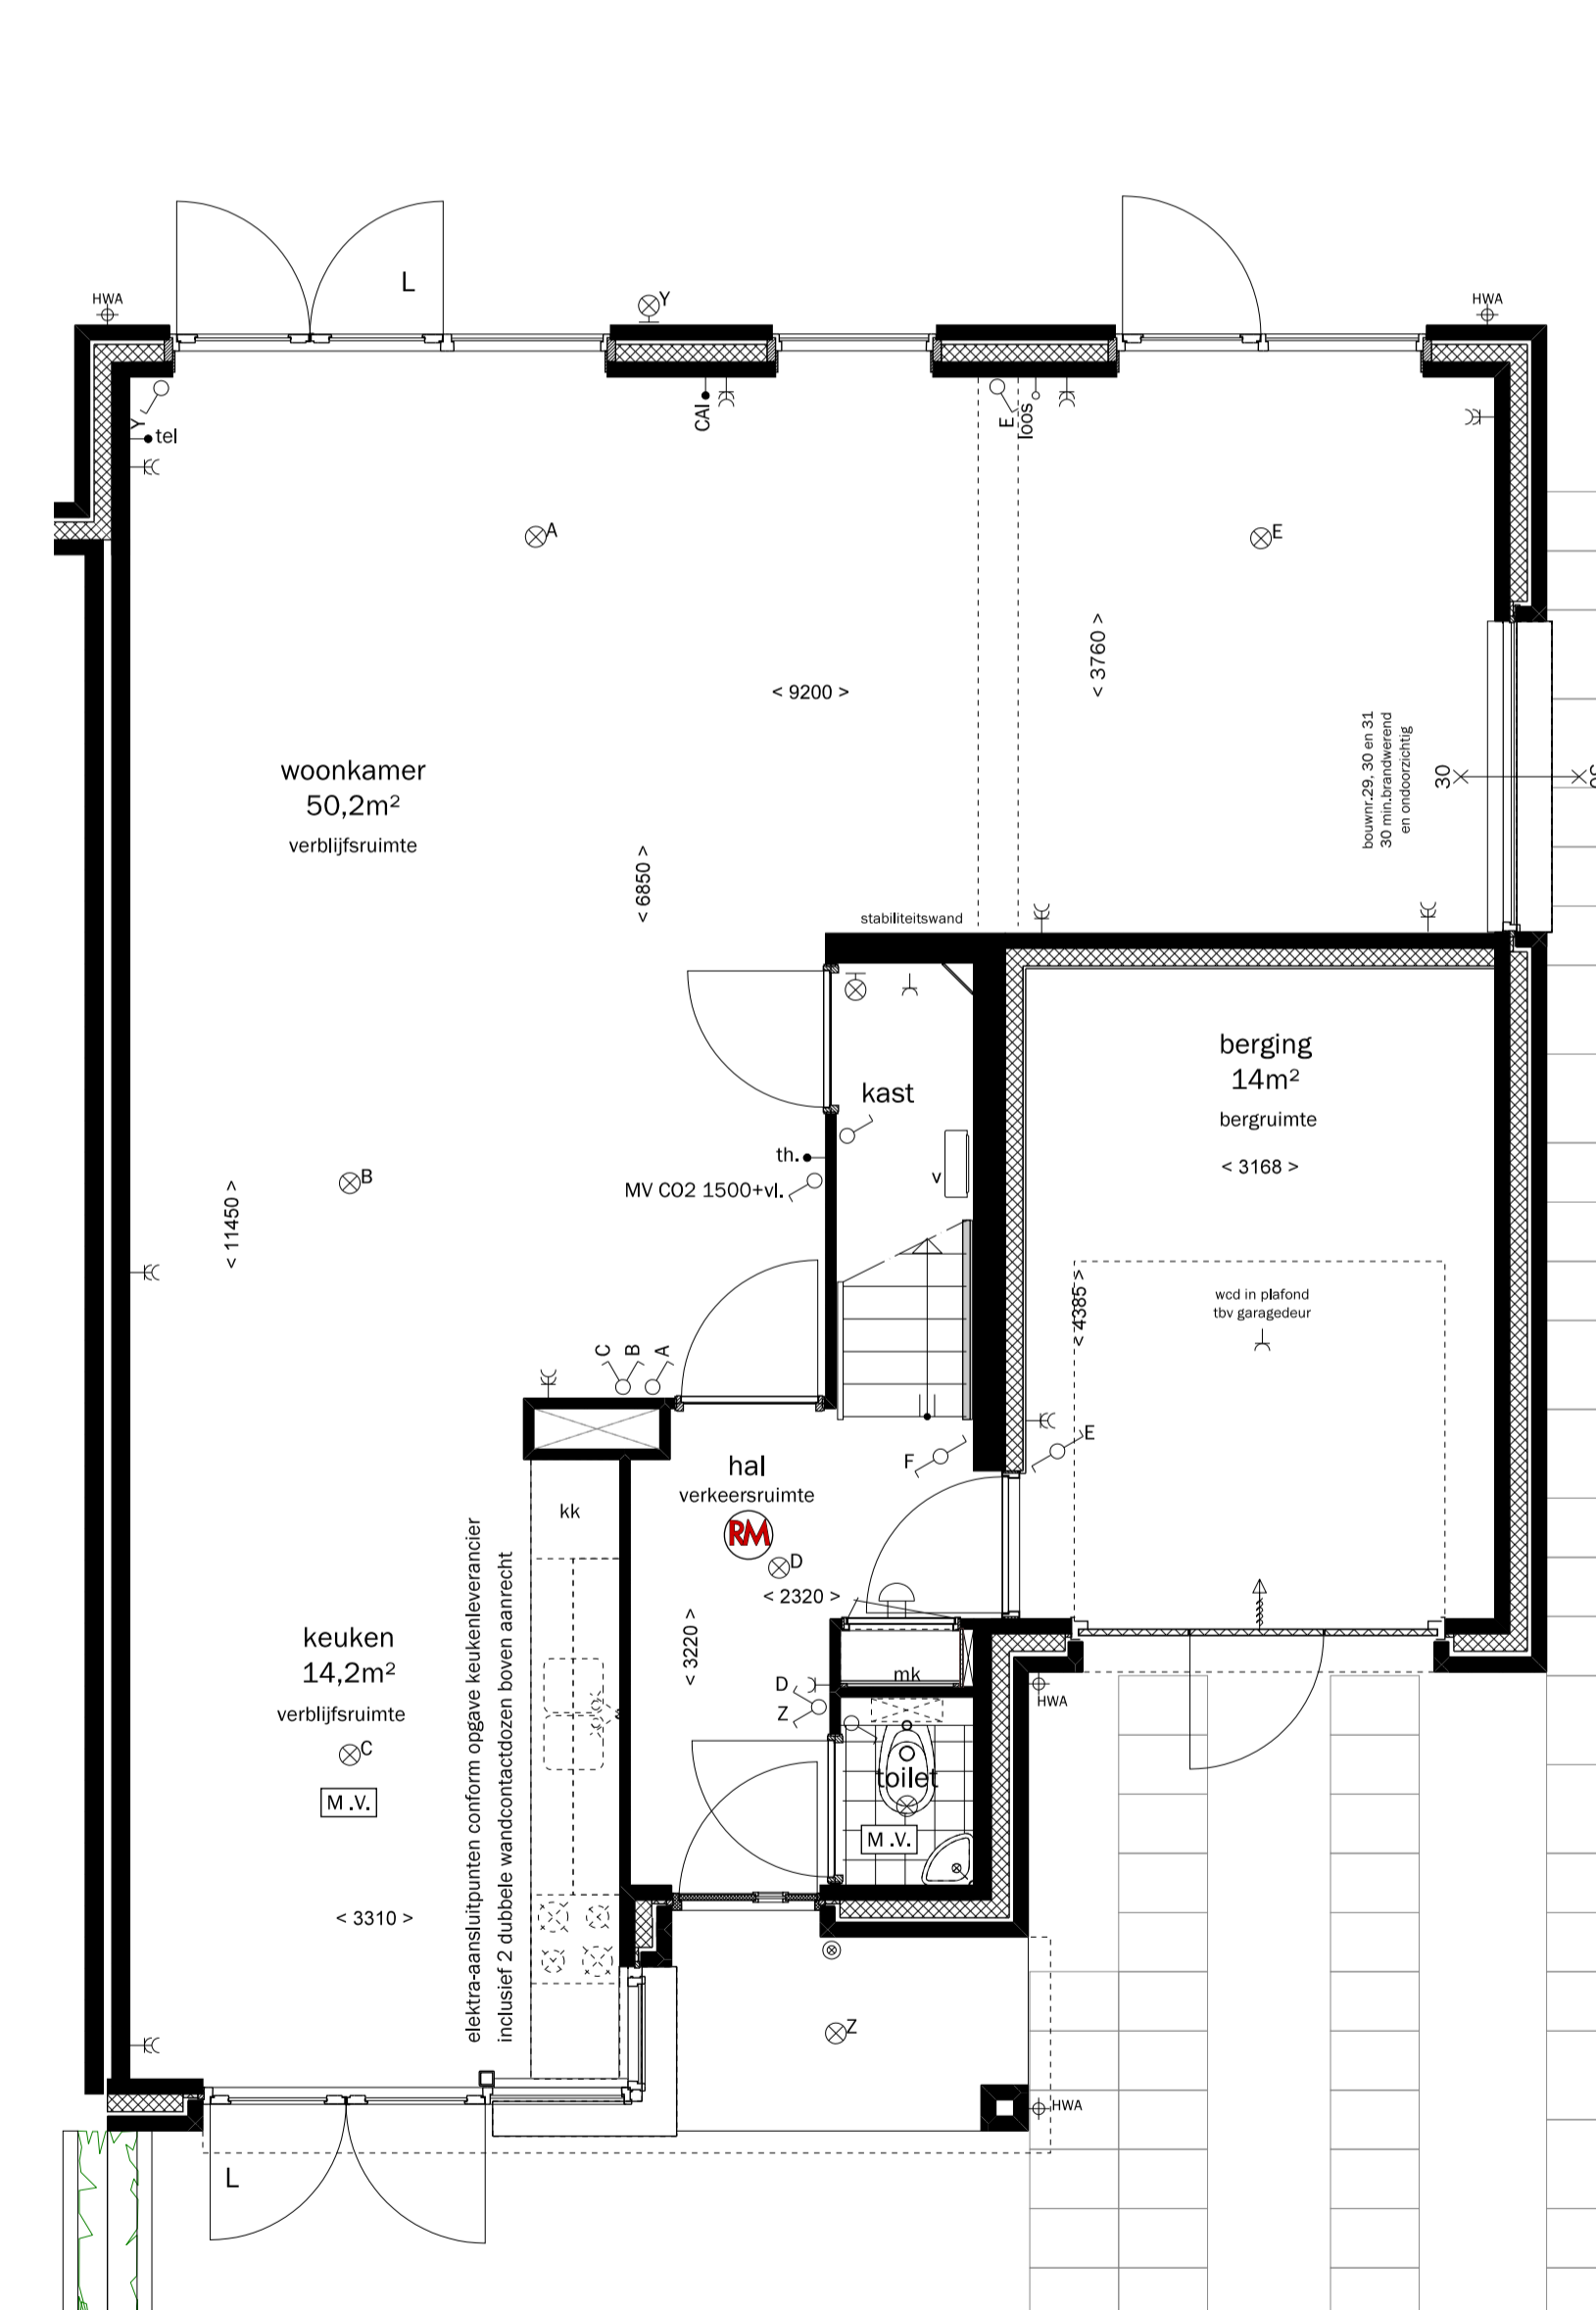 L
HWA
Y
HWA
Y
tel
CAI
E
loos
A
E
< 9200 >
< 3760 >
woonkamer
50,2m²
verblijfsruimte
bouwnr.29, 30 en 31
30 min.brandwerend
en ondoorzichtig
30
< 6850 >
stabiliteitswand
berging
14m²
bergruimte
< 3168 >
kast
th.
MV CO2 1500+vl.
v
B
< 11450 >
wcd in plafond
tbv garagedeur
< 4385 >
C
B
A
F
E
hal
verkeersruimte
RM
D
< 2320 >
kk
elektra-aansluitpunten conform opgave keukenleverancier
inclusief 2 dubbele wandcontactdozen boven aanrecht
keuken
14,2m²
verblijfsruimte
C
M.V.
< 3220 >
D
Z
mk
HWA
toilet
M.V.
< 3310 >
Z
HWA
L